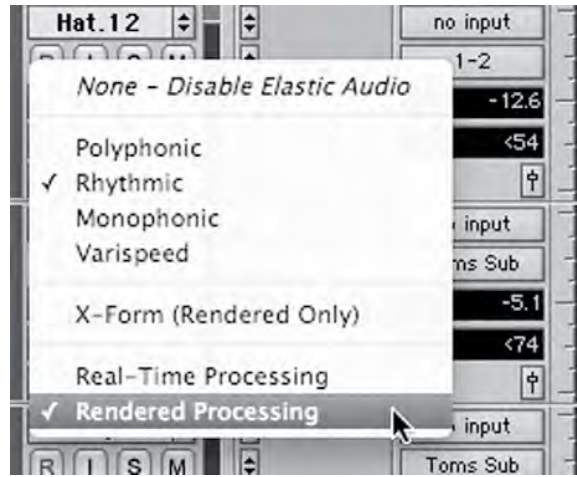 Hat.12
no input
1-2
None – Disable Elastic Audio
-12.6
Polyphonic
<54
✓ Rhythmic
Monophonic
input
Varispeed
ms Sub
X-Form (Rendered Only)
-5.1
<74
Real-Time Processing
✓ Rendered Processing
input
R I S M
Toms Sub